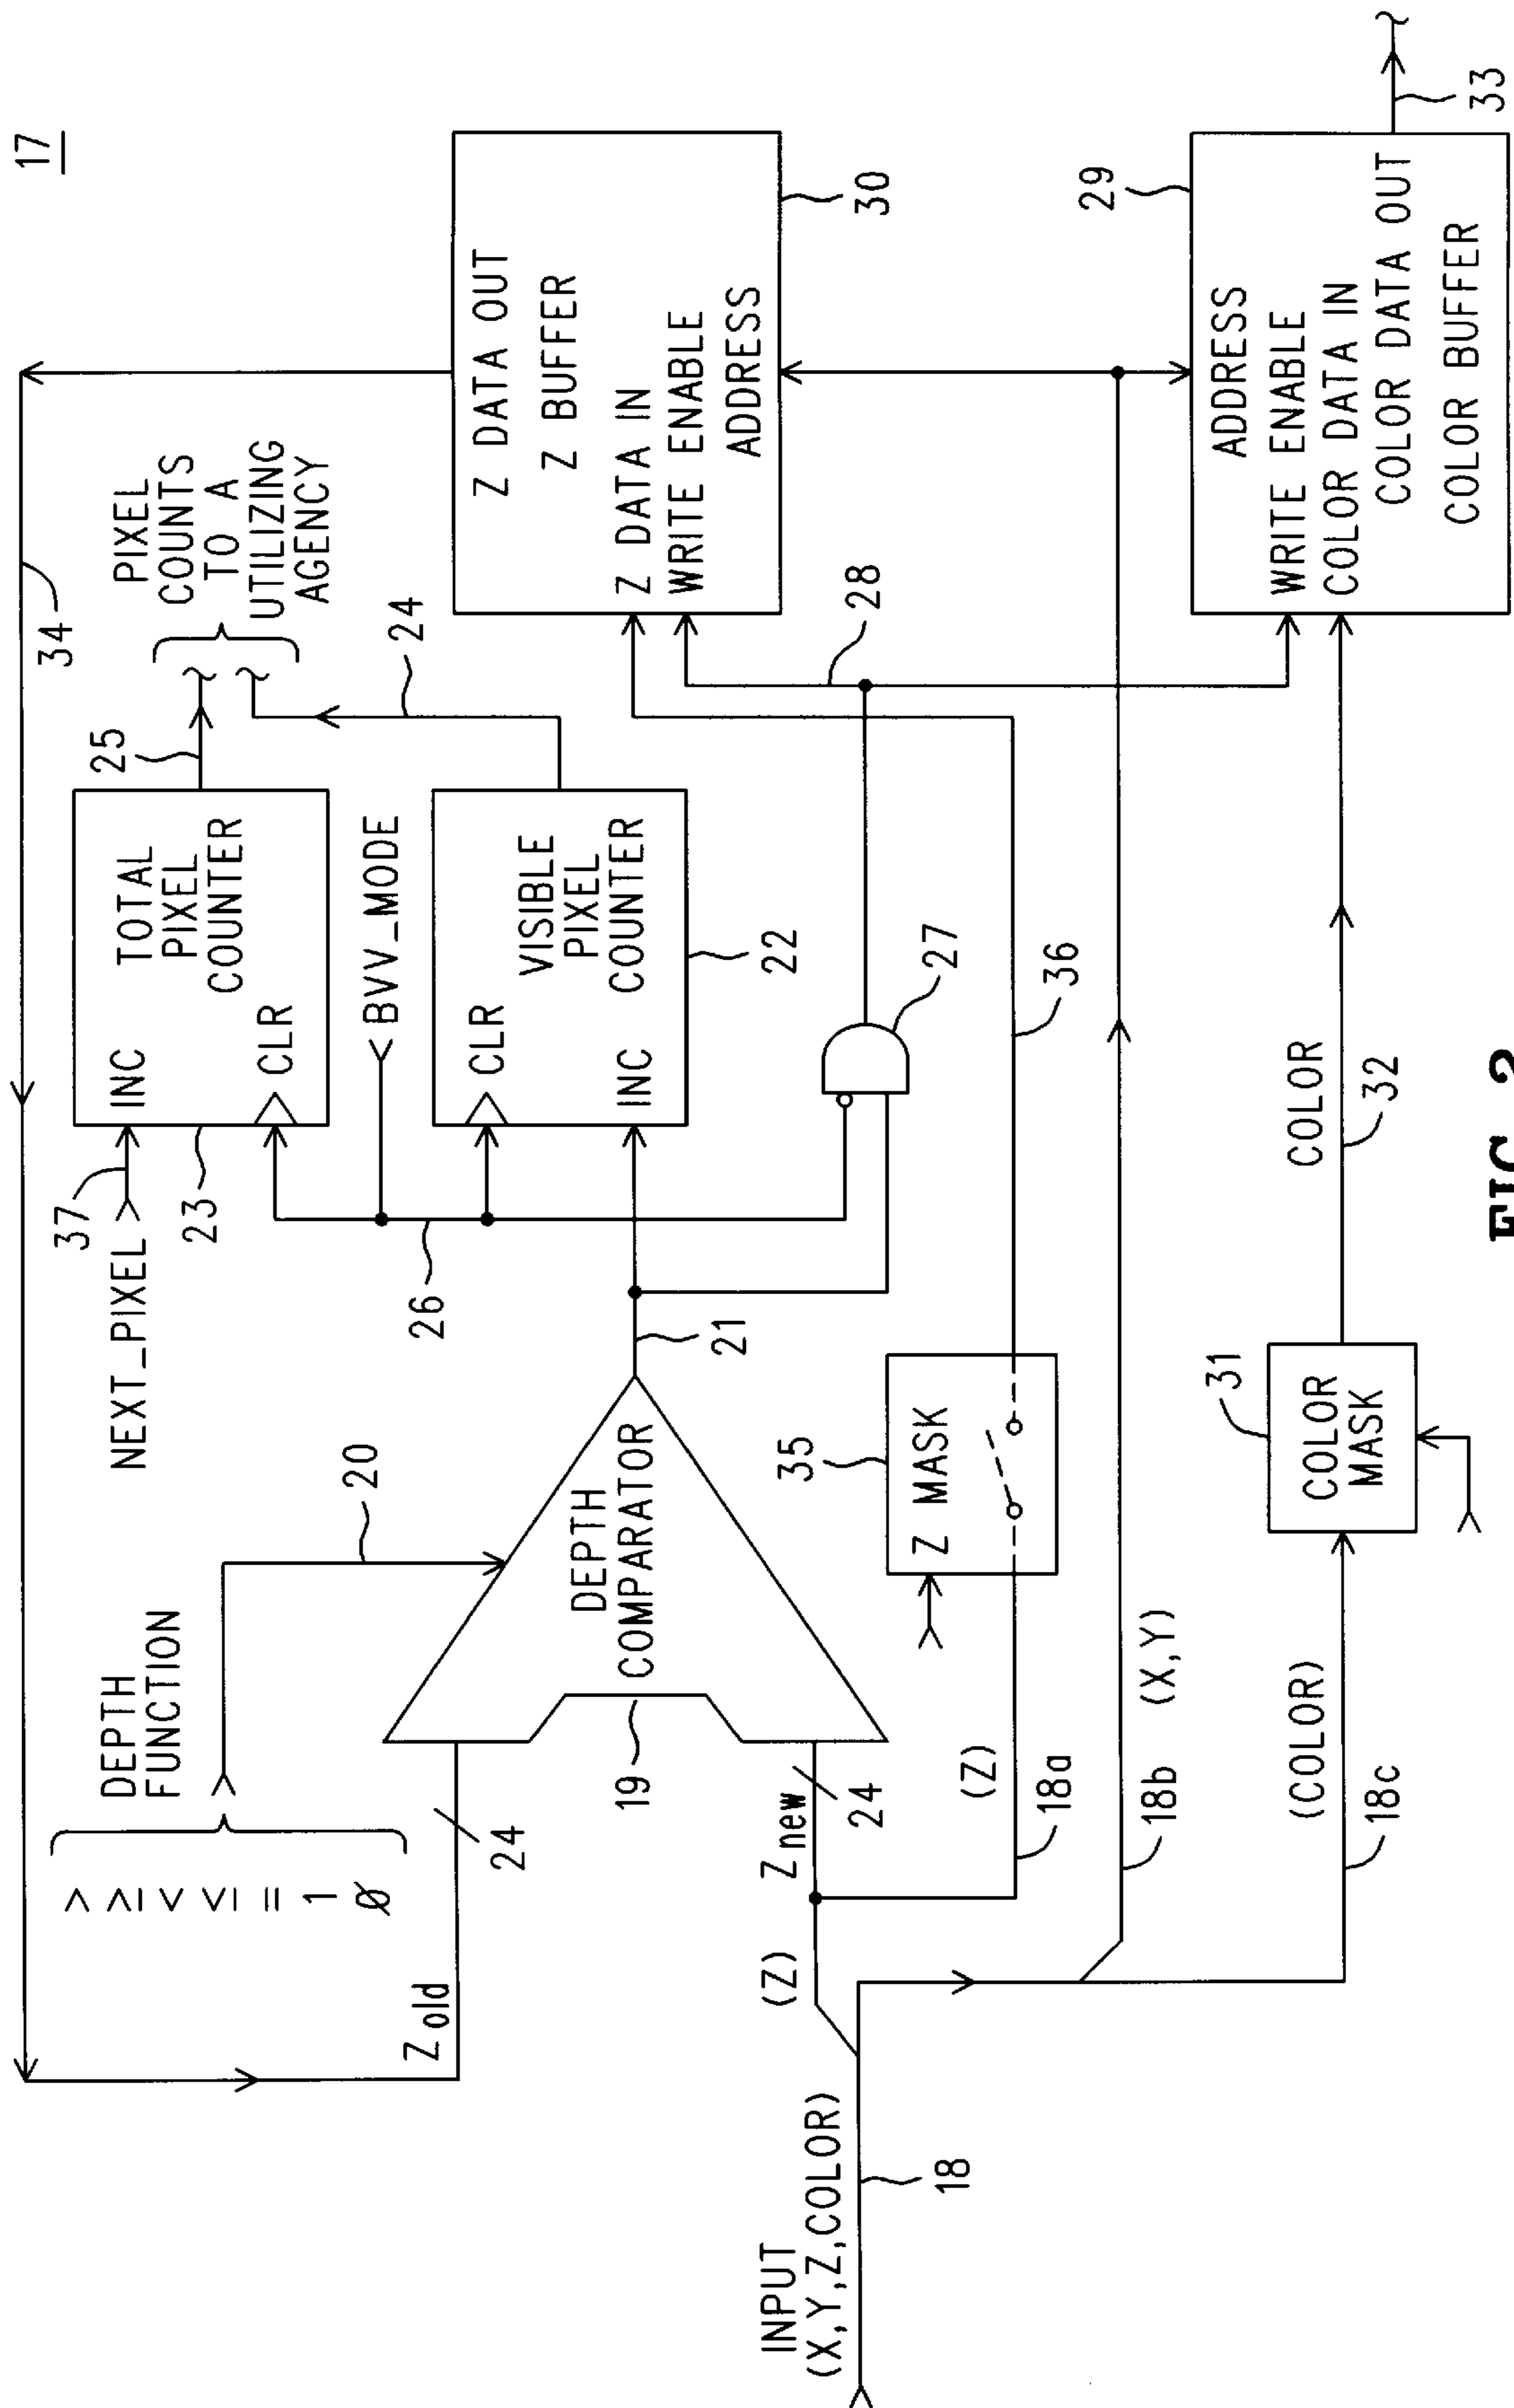 17
34
PIXEL
COUNTS
TO A
UTILIZING
AGENCY
25
24
TOTAL
PIXEL
COUNTER
INC
CLR
37
NEXT_PIXEL
23
BVV_MODE
VISIBLE
PIXEL
COUNTER
CLR
INC
22
26
27
28
Z DATA OUT
Z BUFFER
Z DATA IN
WRITE ENABLE
ADDRESS
30
29
ADDRESS
WRITE ENABLE
COLOR DATA IN
COLOR DATA OUT
COLOR BUFFER
33
DEPTH
FUNCTION
>
≥
<
≤
=
1
Ø
20
Z old
24
DEPTH
COMPARATOR
19
21
Z new
24
(Z)
(Z)
18a
Z MASK
35
36
INPUT
(X,Y,Z,COLOR)
18
18b
(X,Y)
(COLOR)
18c
COLOR
MASK
31
COLOR
32